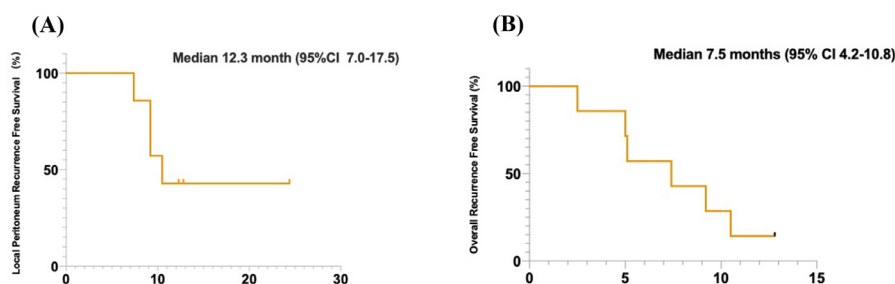 (A)
Median 12.3 month (95%CI 7.0-17.5)
Local Peritoneum Recurrence Free Survival (%)
100
50
0
0 10 20 30
(B)
Median 7.5 months (95% CI 4.2-10.8)
Overall Recurrence Free Survival (%)
100
50
0
0 5 10 15